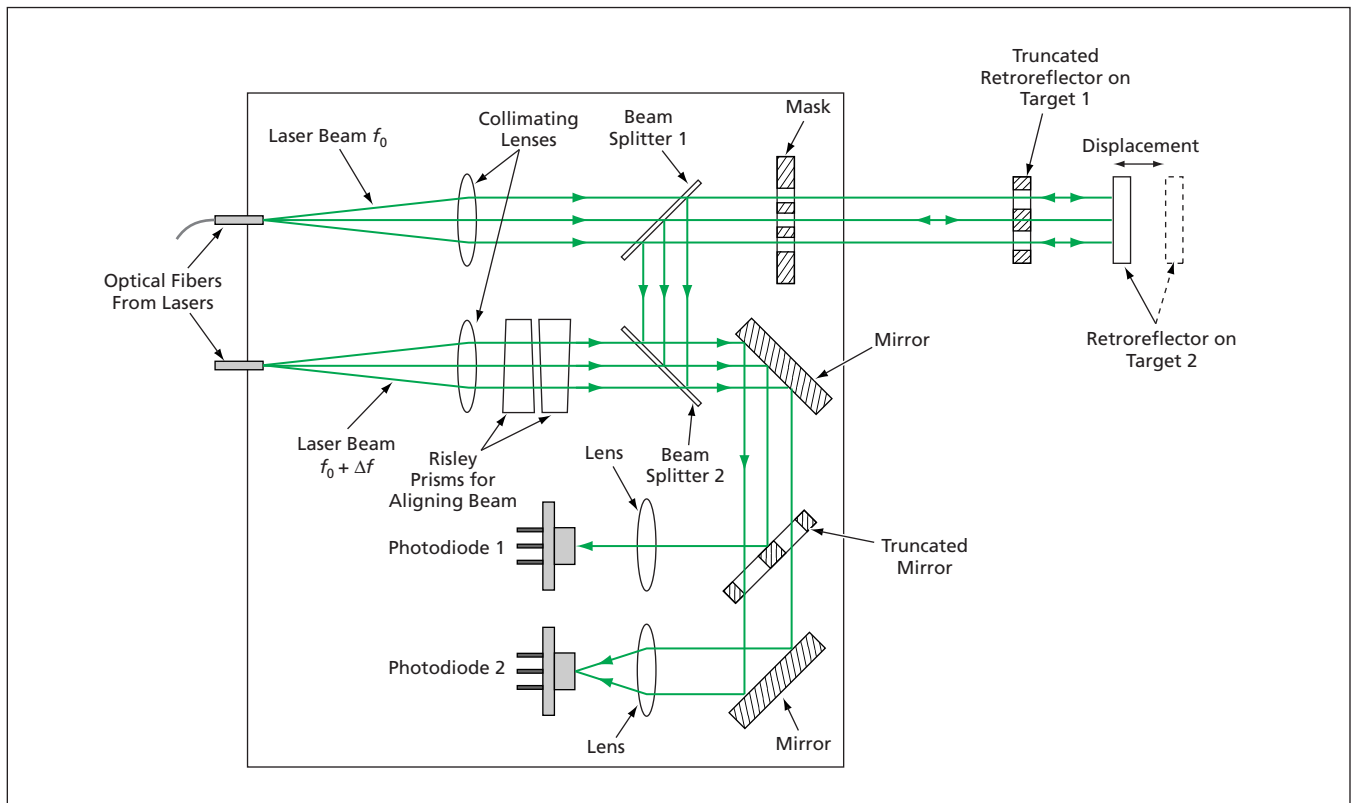 Truncated
Retroreflector on
Target 1
Mask
Beam
Splitter 1
Collimating
Lenses
Laser Beam f₀
Displacement
Optical Fibers
From Lasers
Retroreflector on
Target 2
Mirror
Laser Beam
f₀ + Δf
Risley
Prisms for
Aligning Beam
Lens
Beam
Splitter 2
Photodiode 1
Truncated
Mirror
Photodiode 2
Lens
Mirror